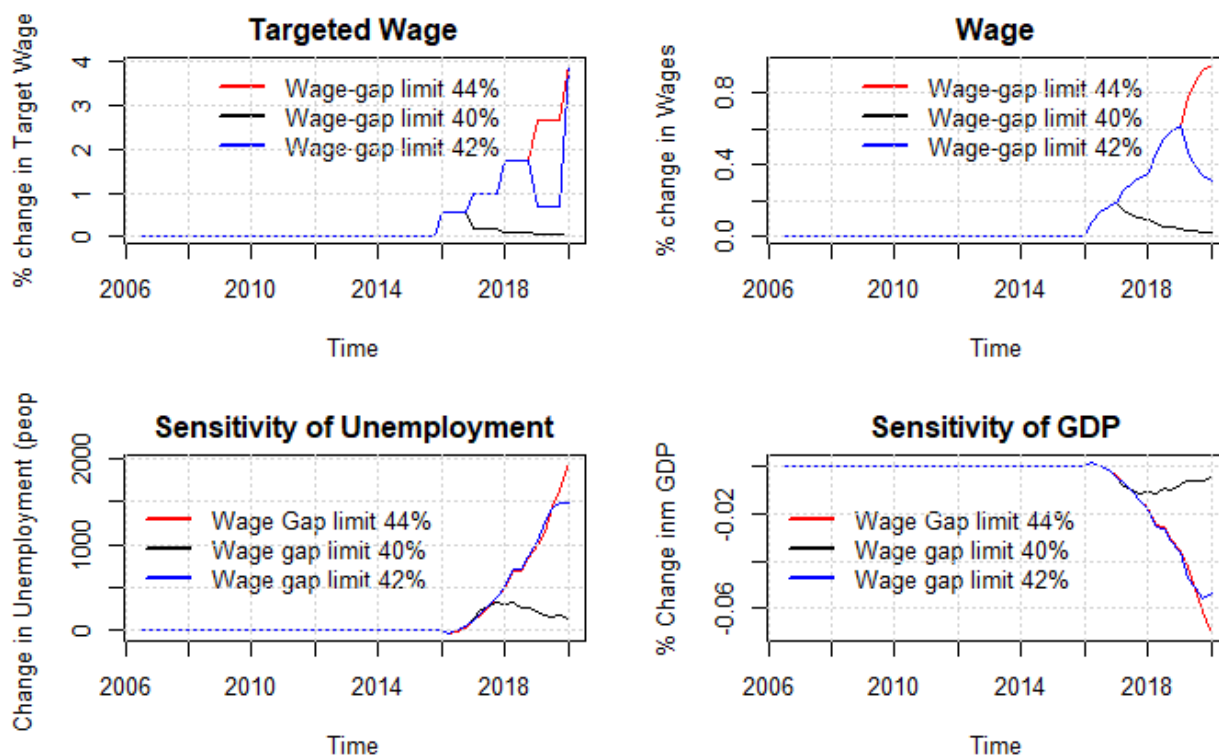 Targeted Wage
% change in Target Wage
4
3
2
1
0
Wage-gap limit 44%
Wage-gap limit 40%
Wage-gap limit 42%
2006 2010 2014 2018
Time
Wage
% change in Wages
0.8
0.4
0.0
Wage-gap limit 44%
Wage-gap limit 40%
Wage-gap limit 42%
2006 2010 2014 2018
Time
Sensitivity of Unemployment
Change in Unemployment (peop
2000
1000
0
Wage Gap limit 44%
Wage gap limit 40%
Wage gap limit 42%
2006 2010 2014 2018
Time
Sensitivity of GDP
% Change inm GDP
-0.02
-0.06
Wage Gap limit 44%
Wage gap limit 40%
Wage gap limit 42%
2006 2010 2014 2018
Time